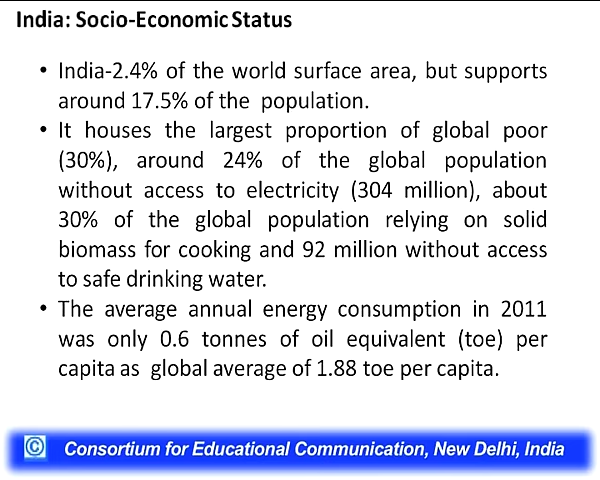 India: Socio-Economic Status
• India-2.4% of the world surface area, but supports
around 17.5% of the population.
• It houses the largest proportion of global poor
(30%), around 24% of the global population
without access to electricity (304 million), about
30% of the global population relying on solid
biomass for cooking and 92 million without access
to safe drinking water.
• The average annual energy consumption in 2011
was only 0.6 tonnes of oil equivalent (toe) per
capita as global average of 1.88 toe per capita.
© Consortium for Educational Communication, New Delhi, India